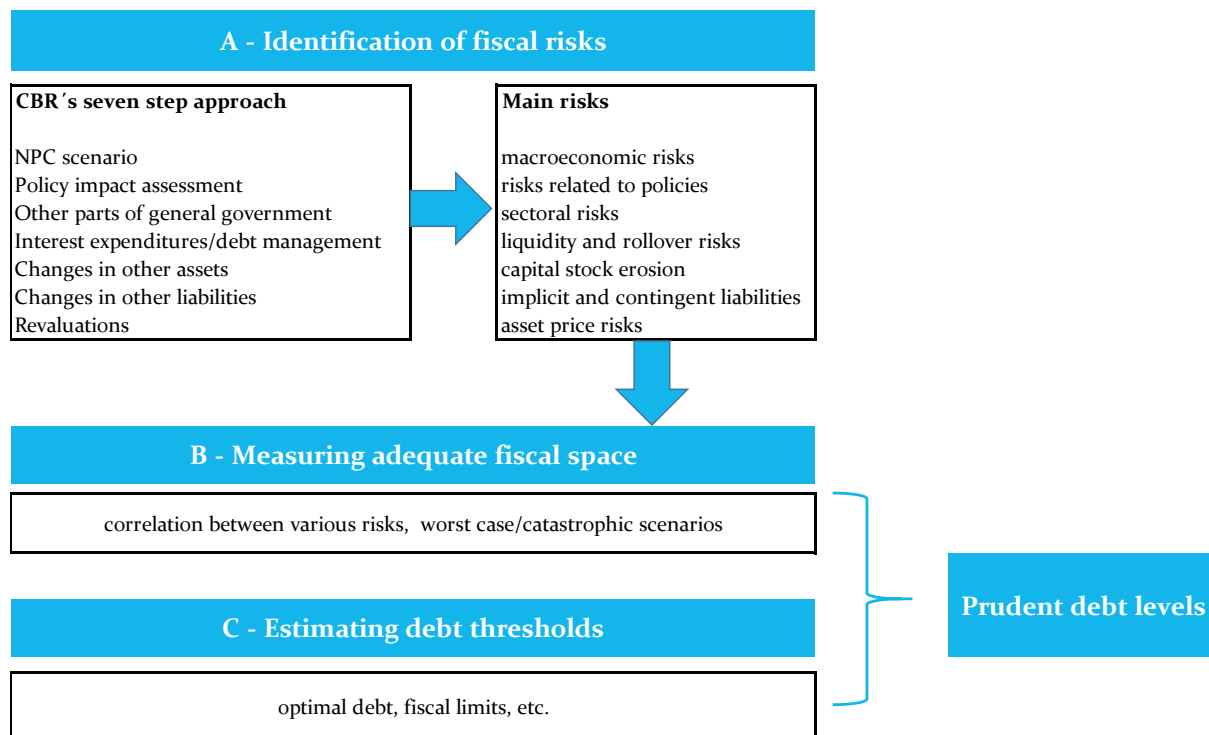 A - Identification of fiscal risks
CBR´s seven step approach
NPC scenario
Policy impact assessment
Other parts of general government
Interest expenditures/debt management
Changes in other assets
Changes in other liabilities
Revaluations
Main risks
macroeconomic risks
risks related to policies
sectoral risks
liquidity and rollover risks
capital stock erosion
implicit and contingent liabilities
asset price risks
B - Measuring adequate fiscal space
correlation between various risks,  worst case/catastrophic scenarios
C - Estimating debt thresholds
optimal debt, fiscal limits, etc.
Prudent debt levels